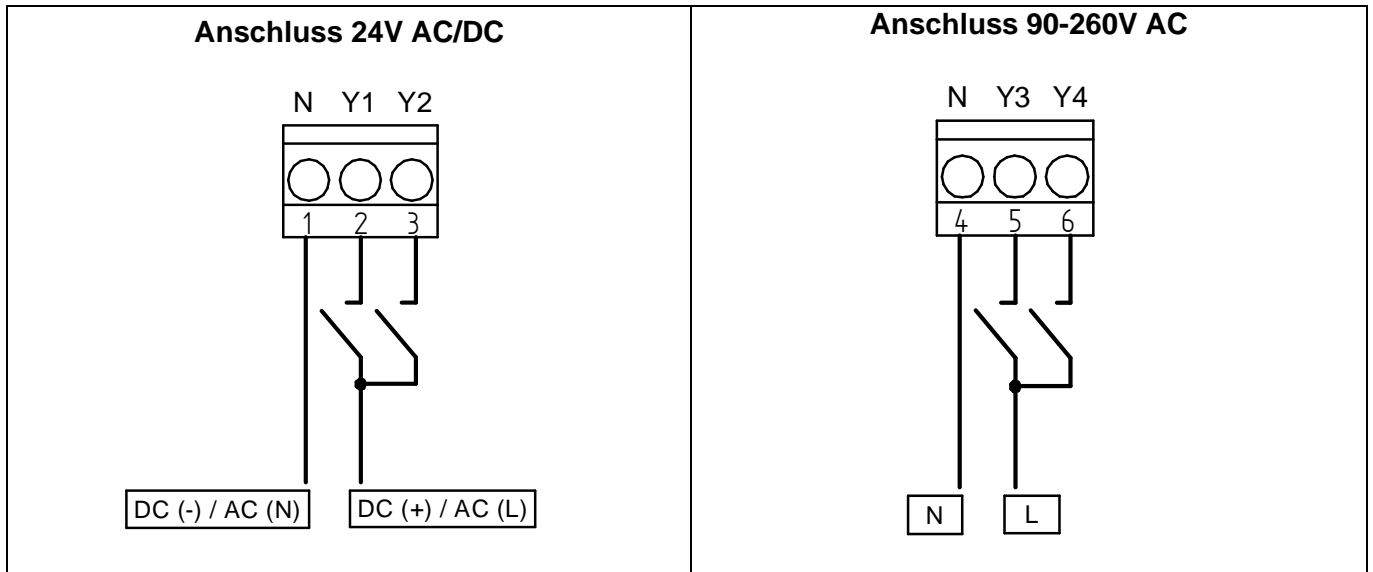 Anschluss 24V AC/DC
N Y1 Y2
1 2 3
DC (-) / AC (N) DC (+) / AC (L)
Anschluss 90-260V AC
N Y3 Y4
4 5 6
N L